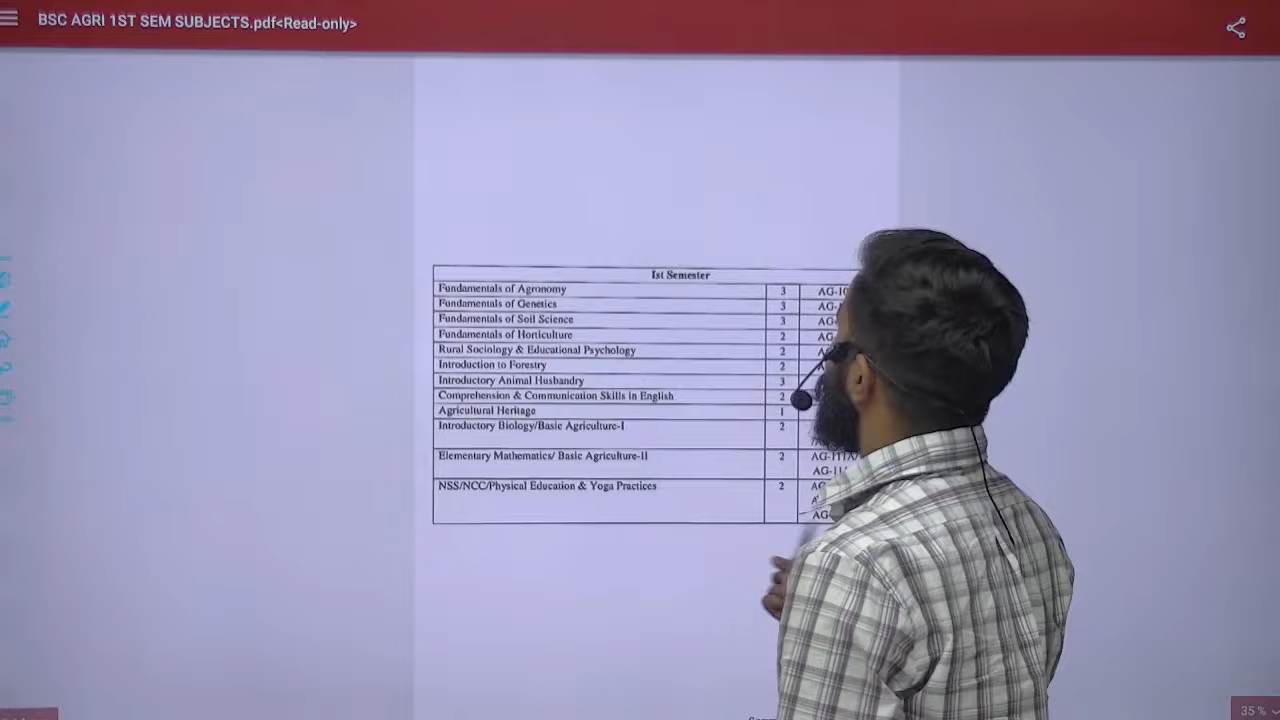 BSC AGRI 1ST SEM SUBJECTS.pdf<Read-only>
Ist Semester
Fundamentals of Agronomy 3
Fundamentals of Genetics 3
Fundamentals of Soil Science 3
Fundamentals of Horticulture 2
Rural Sociology & Educational Psychology 2
Introduction to Forestry 2
Introductory Animal Husbandry 3
Comprehension & Communication Skills in English 2
Agricultural Heritage 1
Introductory Biology/Basic Agriculture-I 2
Elementary Mathematics/ Basic Agriculture-II 2 AG-111A/
NSS/NCC/Physical Education & Yoga Practices 2
35 %